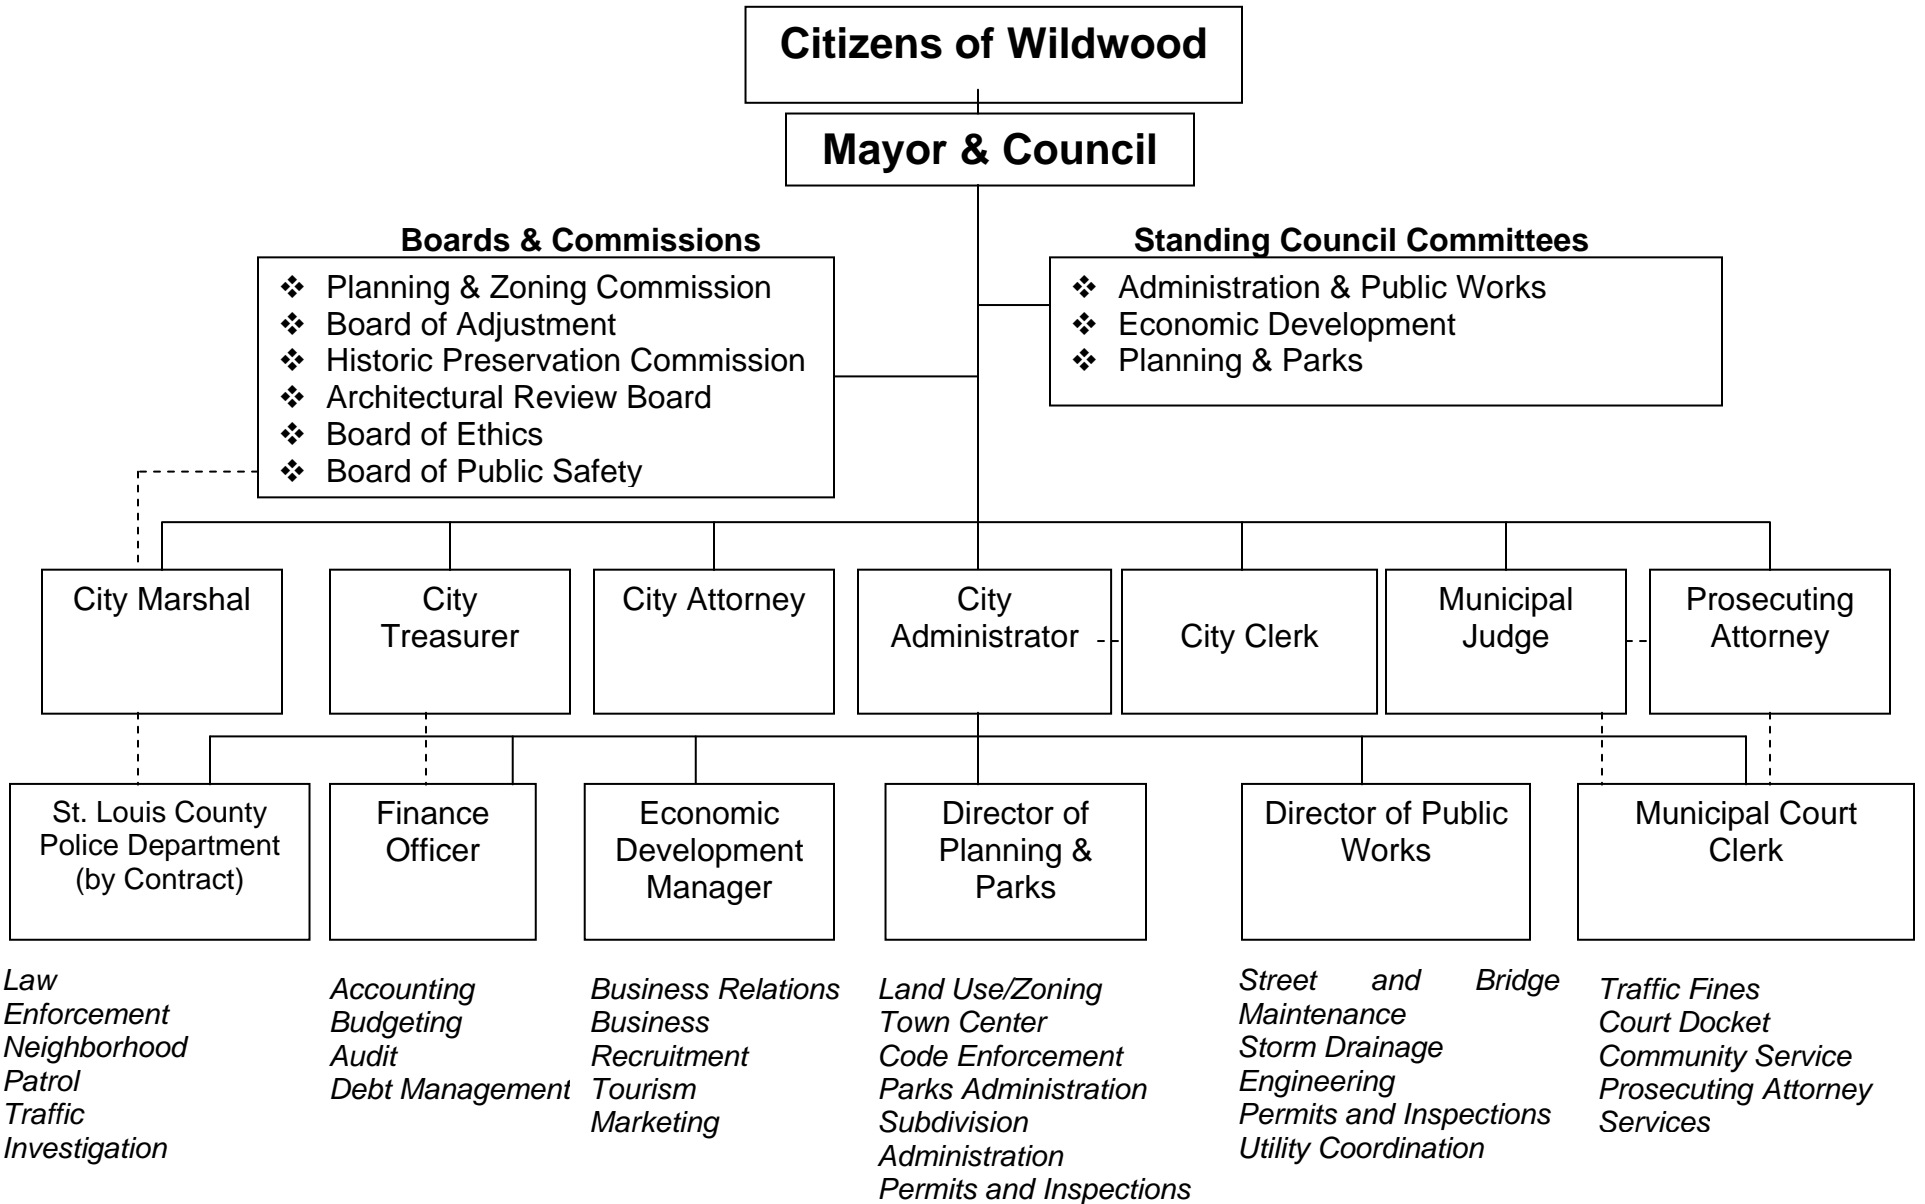 Citizens of Wildwood
Mayor & Council
Boards & Commissions
❖ Planning & Zoning Commission
❖ Board of Adjustment
❖ Historic Preservation Commission
❖ Architectural Review Board
❖ Board of Ethics
❖ Board of Public Safety
Standing Council Committees
❖ Administration & Public Works
❖ Economic Development
❖ Planning & Parks
City Marshal
City
Treasurer
City Attorney
City
Administrator
City Clerk
Municipal
Judge
Prosecuting
Attorney
St. Louis County
Police Department
(by Contract)
Finance
Officer
Economic
Development
Manager
Director of
Planning &
Parks
Director of Public
Works
Municipal Court
Clerk
Law
Enforcement
Neighborhood
Patrol
Traffic
Investigation
Accounting
Budgeting
Audit
Debt Management
Business Relations
Business
Recruitment
Tourism
Marketing
Land Use/Zoning
Town Center
Code Enforcement
Parks Administration
Subdivision
Administration
Permits and Inspections
Street and Bridge
Maintenance
Storm Drainage
Engineering
Permits and Inspections
Utility Coordination
Traffic Fines
Court Docket
Community Service
Prosecuting Attorney
Services